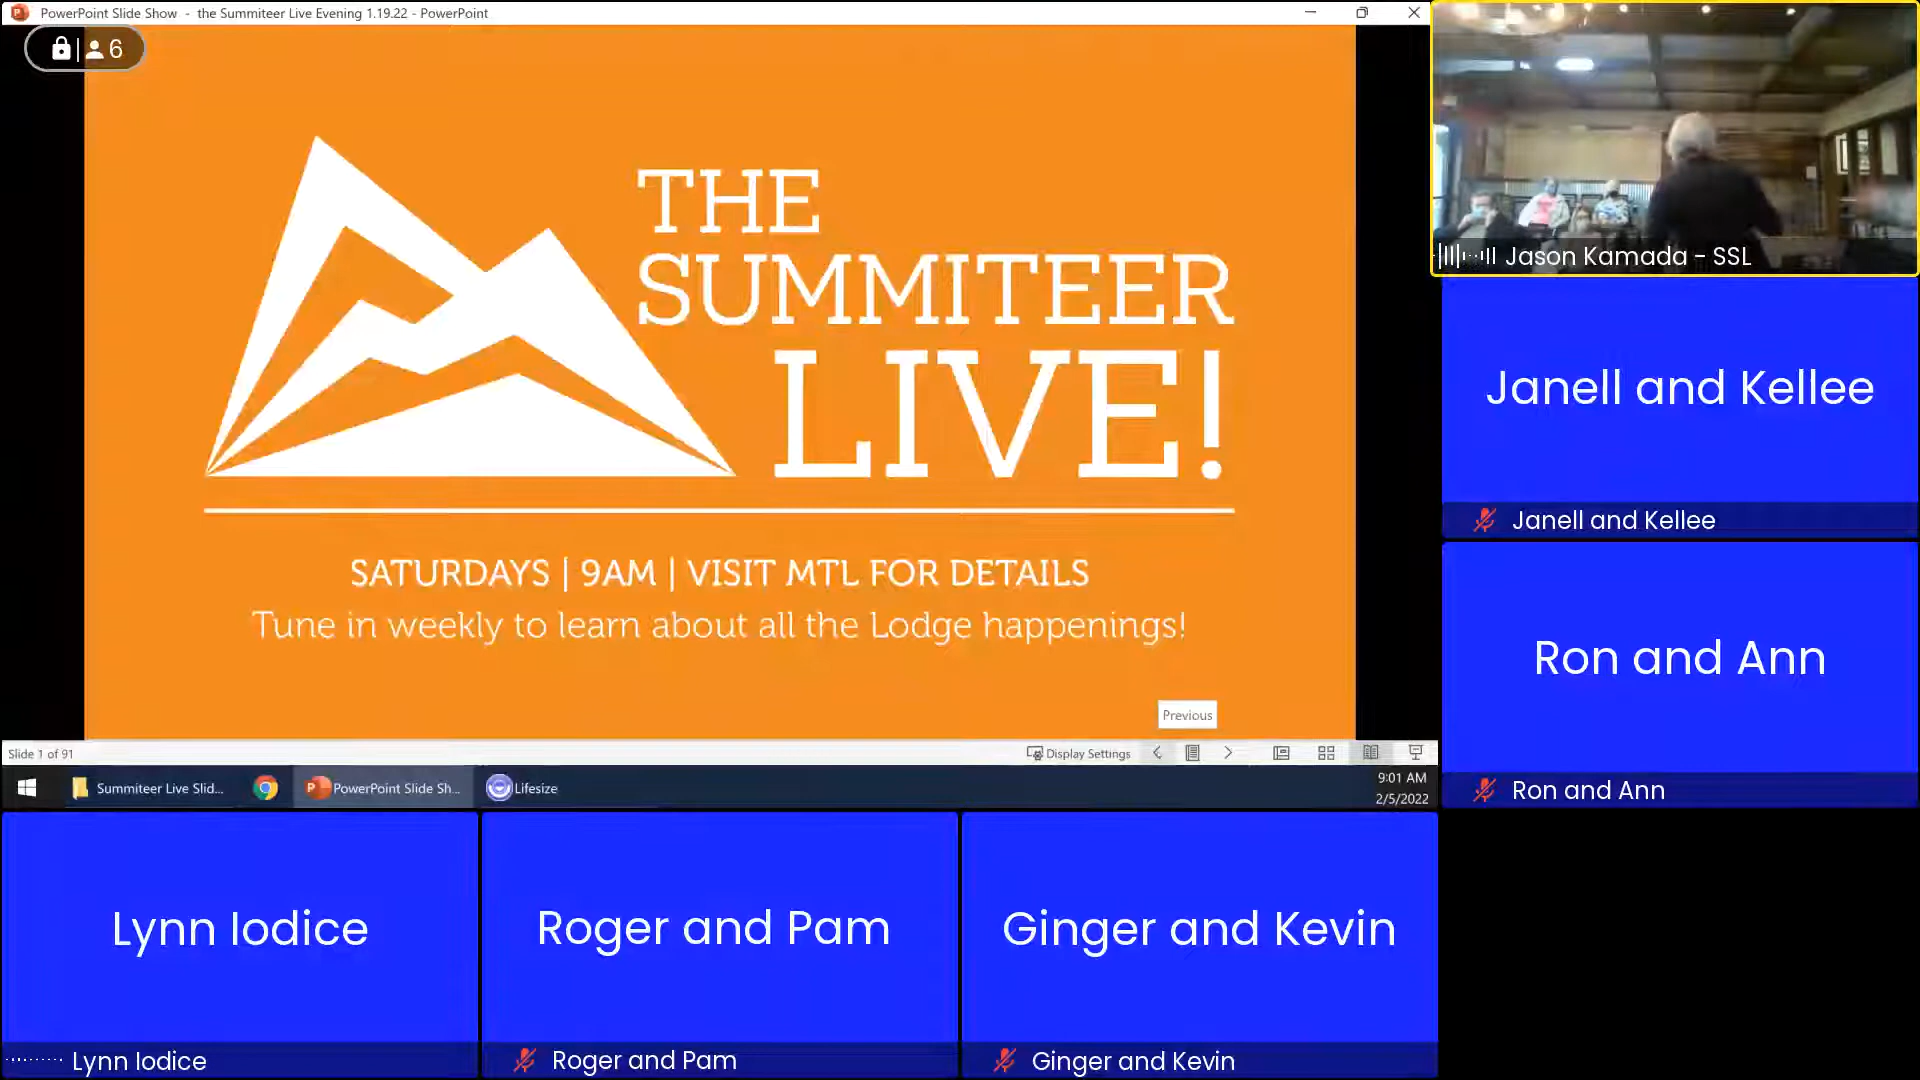 PowerPoint Slide Show - the Summiteer Live Evening 1.19.22 - PowerPoint
6
THE
SUMMITEER
LIVE!
SATURDAYS | 9AM | VISIT MTL FOR DETAILS
Tune in weekly to learn about all the Lodge happenings!
Previous
Slide 1 of 91
Display Settings
Summiteer Live Slid...
PowerPoint Slide Sh...
Lifesize
9:01 AM
2/5/2022
Jason Kamada - SSL
Janell and Kellee
Janell and Kellee
Ron and Ann
Ron and Ann
Lynn Iodice
Lynn Iodice
Roger and Pam
Roger and Pam
Ginger and Kevin
Ginger and Kevin